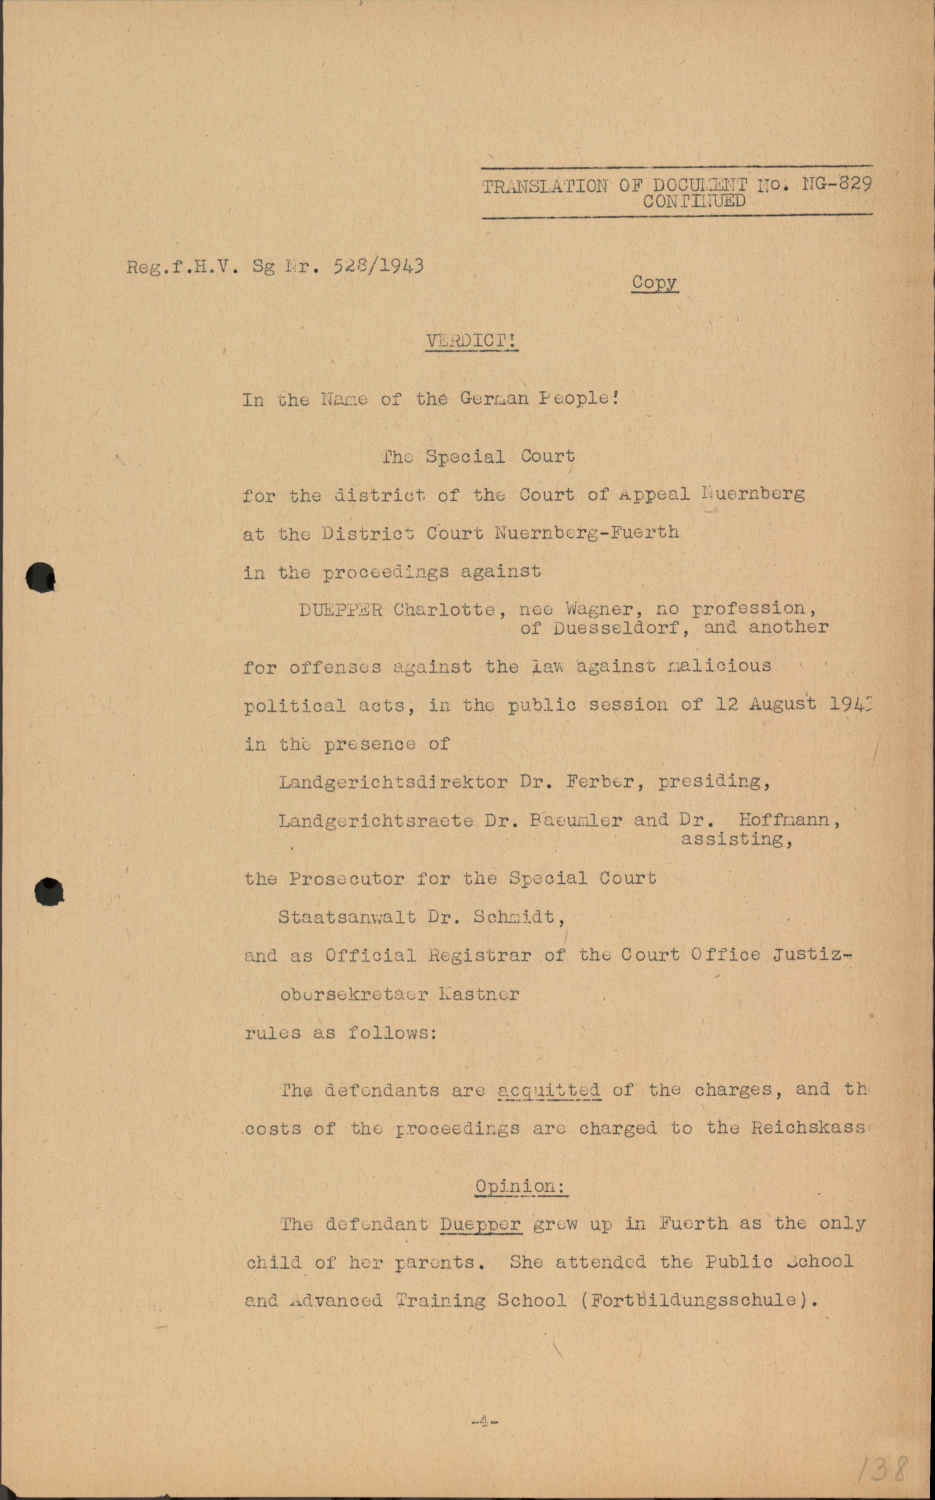 TRANSLATION OF DOCUMENT No. NG-829
CONTINUED
Reg.f.H.V. Sg Nr. 528/1943
Copy
VERDICT!
In the Name of the German People!
The Special Court
for the district of the Court of Appeal Nuernberg
at the District Court Nuernberg-Fuerth
in the proceedings against
DUEPPER Charlotte, nee Wagner, no profession,
of Duesseldorf, and another
for offenses against the law against malicious
political acts, in the public session of 12 August 1943
in the presence of
Landgerichtsdirektor Dr. Ferber, presiding,
Landgerichtsraete Dr. Baeumler and Dr. Hoffmann,
assisting,
the Prosecutor for the Special Court
Staatsanwalt Dr. Schmidt,
and as Official Registrar of the Court Office Justiz-
obersekretaer Kastner
rules as follows:
The defendants are acquitted of the charges, and th
costs of the proceedings are charged to the Reichskass
Opinion:
The defendant Duepper grew up in Fuerth as the only
child of her parents. She attended the Public School
and Advanced Training School (Fortbildungsschule).
-4-
138